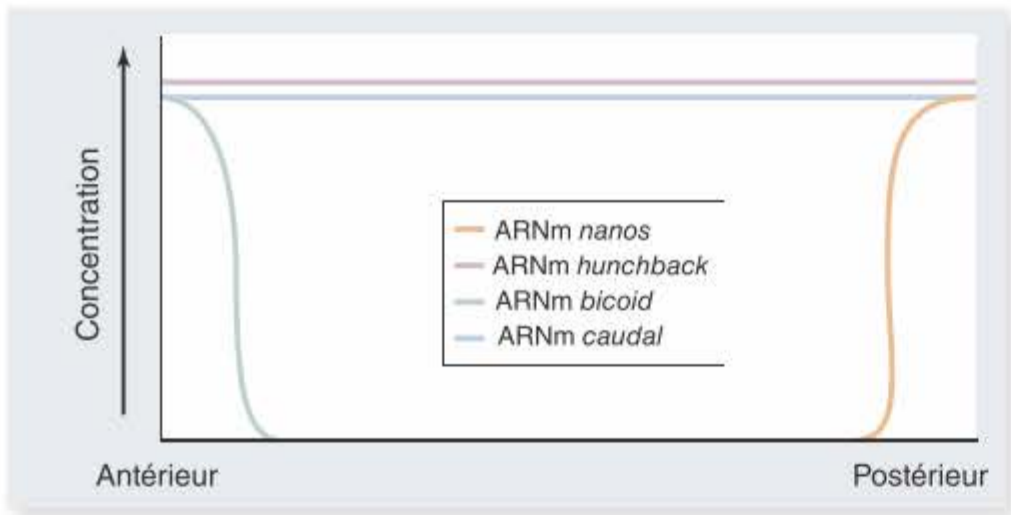 Concentration
ARNm nanos
ARNm hunchback
ARNm bicoid
ARNm caudal
Antérieur
Postérieur